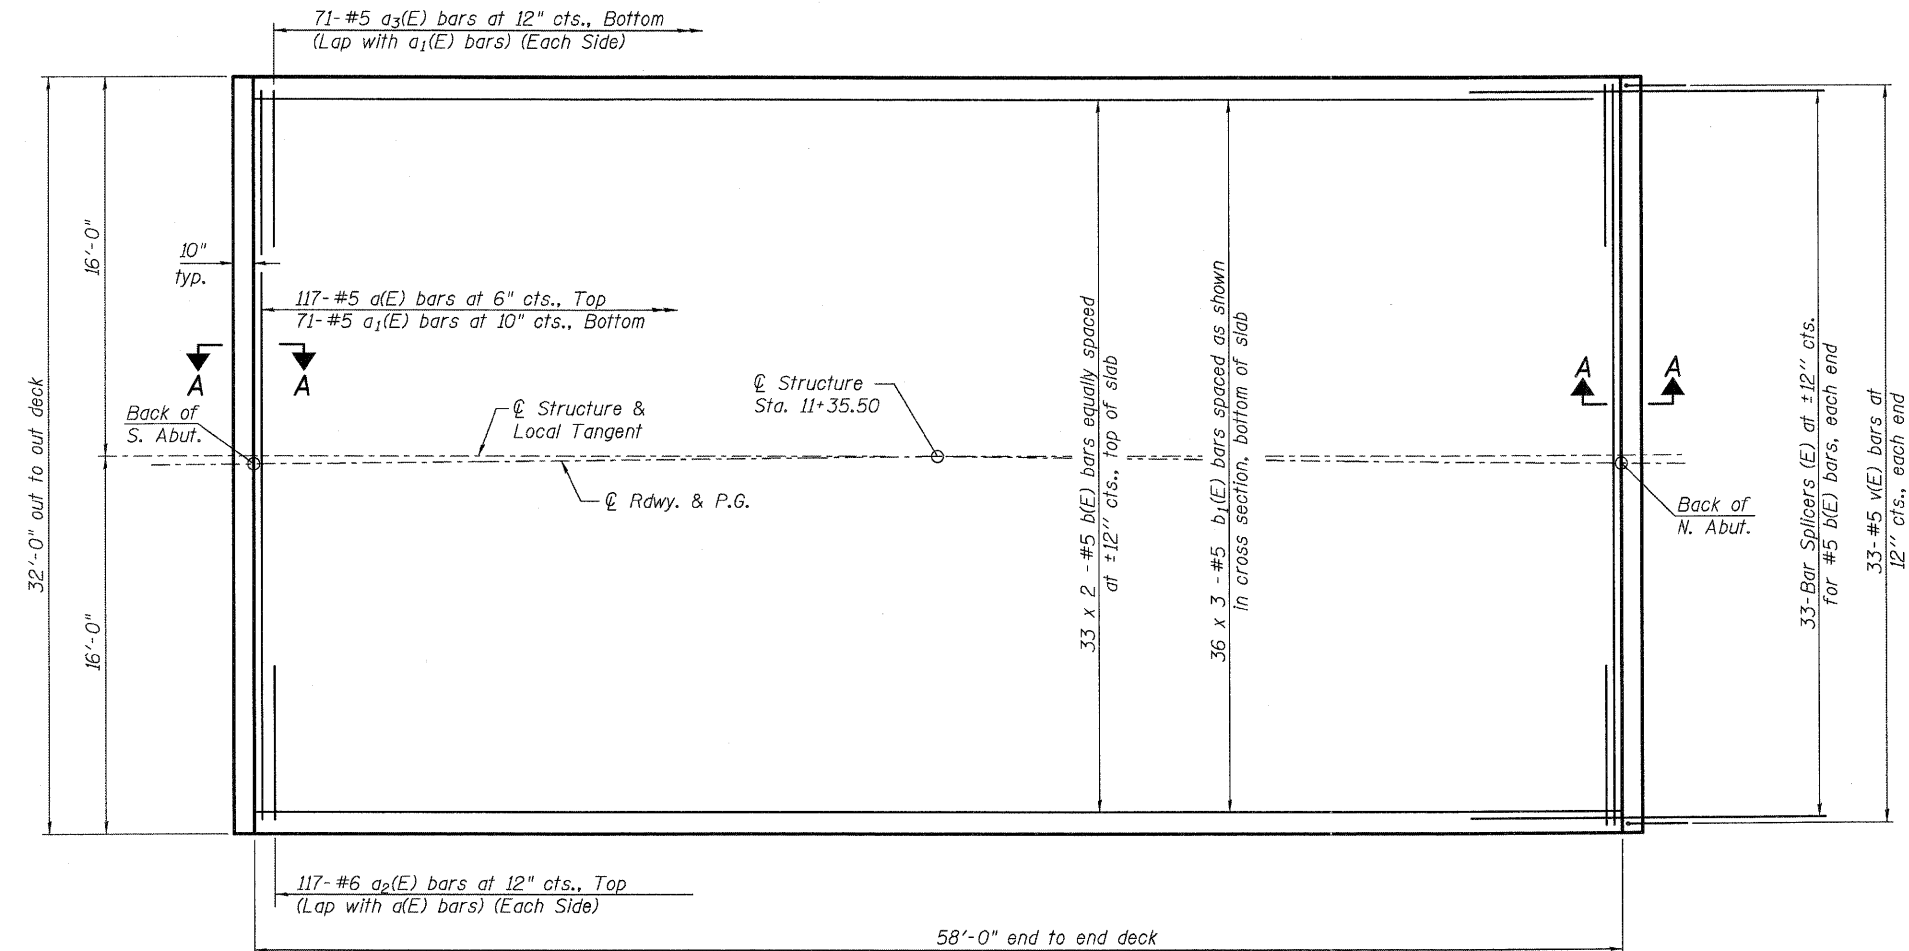 71-#5 a3(E) bars at 12" cts., Bottom
(Lap with a1(E) bars) (Each Side)
16'-0"
10"
typ.
117-#5 a(E) bars at 6" cts., Top
71-#5 a1(E) bars at 10" cts., Bottom
A
A
32'-0" out to out deck
Back of
S. Abut.
℄ Structure &
Local Tangent
℄ Structure
Sta. 11+35.50
℄ Rdwy. & P.G.
33 x 2 -#5 b(E) bars equally spaced
at ±12" cts., top of slab
36 x 3 -#5 b1(E) bars spaced as shown
in cross section, bottom of slab
A
A
Back of
N. Abut.
33-Bar Splicers (E) at ±12" cts.
for #5 b(E) bars, each end
33-#5 v(E) bars at
12" cts., each end
16'-0"
117-#6 a2(E) bars at 12" cts., Top
(Lap with a(E) bars) (Each Side)
58'-0" end to end deck